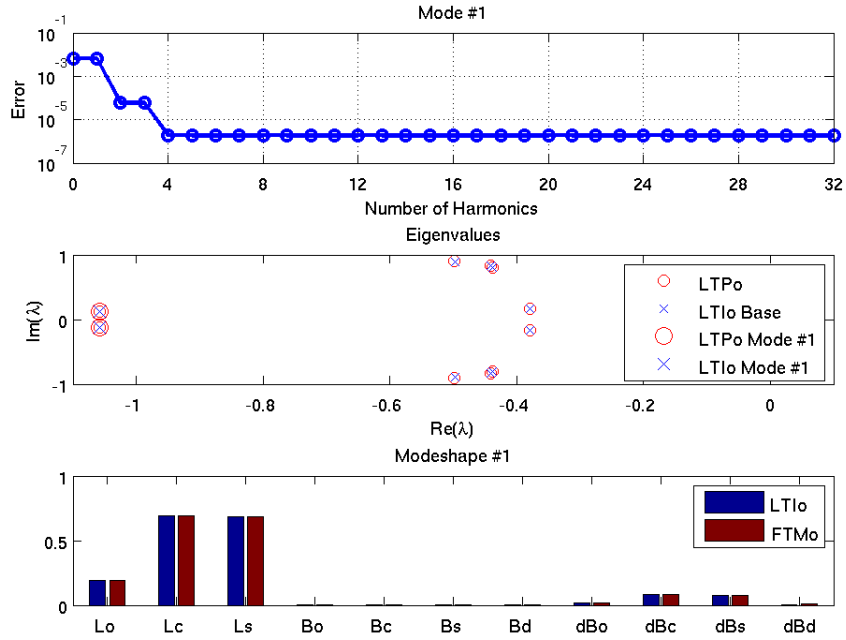 Mode #1
10^-1
10^-3
10^-5
10^-7
Error
0 4 8 12 16 20 24 28 32
Number of Harmonics
Eigenvalues
1
0
-1
Im(λ)
LTPo
LTIo Base
LTPo Mode #1
LTIo Mode #1
-1 -0.8 -0.6 -0.4 -0.2 0
Re(λ)
Modeshape #1
1
0.5
0
LTIo
FTMo
Lo Lc Ls Bo Bc Bs Bd dBo dBc dBs dBd